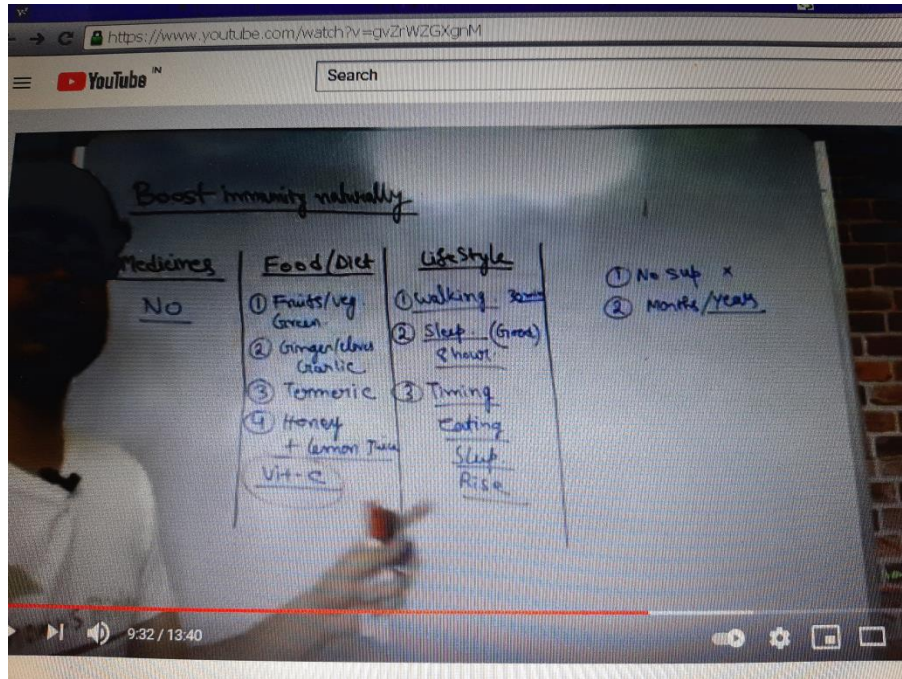 https://www.youtube.com/watch?v=gvZrWZGXgnM
YouTube IN
Search
Boost immunity naturally
Medicines
No
Food/Diet
① Fruits/veg.
Green
② Ginger/cloves
Garlic
③ Termeric
④ Honey
+ Lemon Juice
Vit-C
LifeStyle
① Walking. 30min
② Sleep (Good)
8 hour.
③ Timing
Eating
Sleep
Rise
① No sup x
② Months/years
9:32 / 13:40